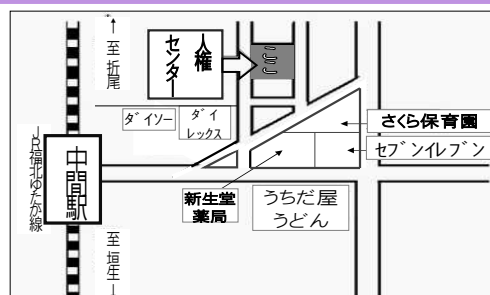 ↑至 折尾
人権
センター
ここ
ダイソー
ダイ
レックス
さくら保育園
セブンイレブン
JR福北ゆたか線
中間駅
新生堂
薬局
うちだ屋
うどん
至 垣生↓